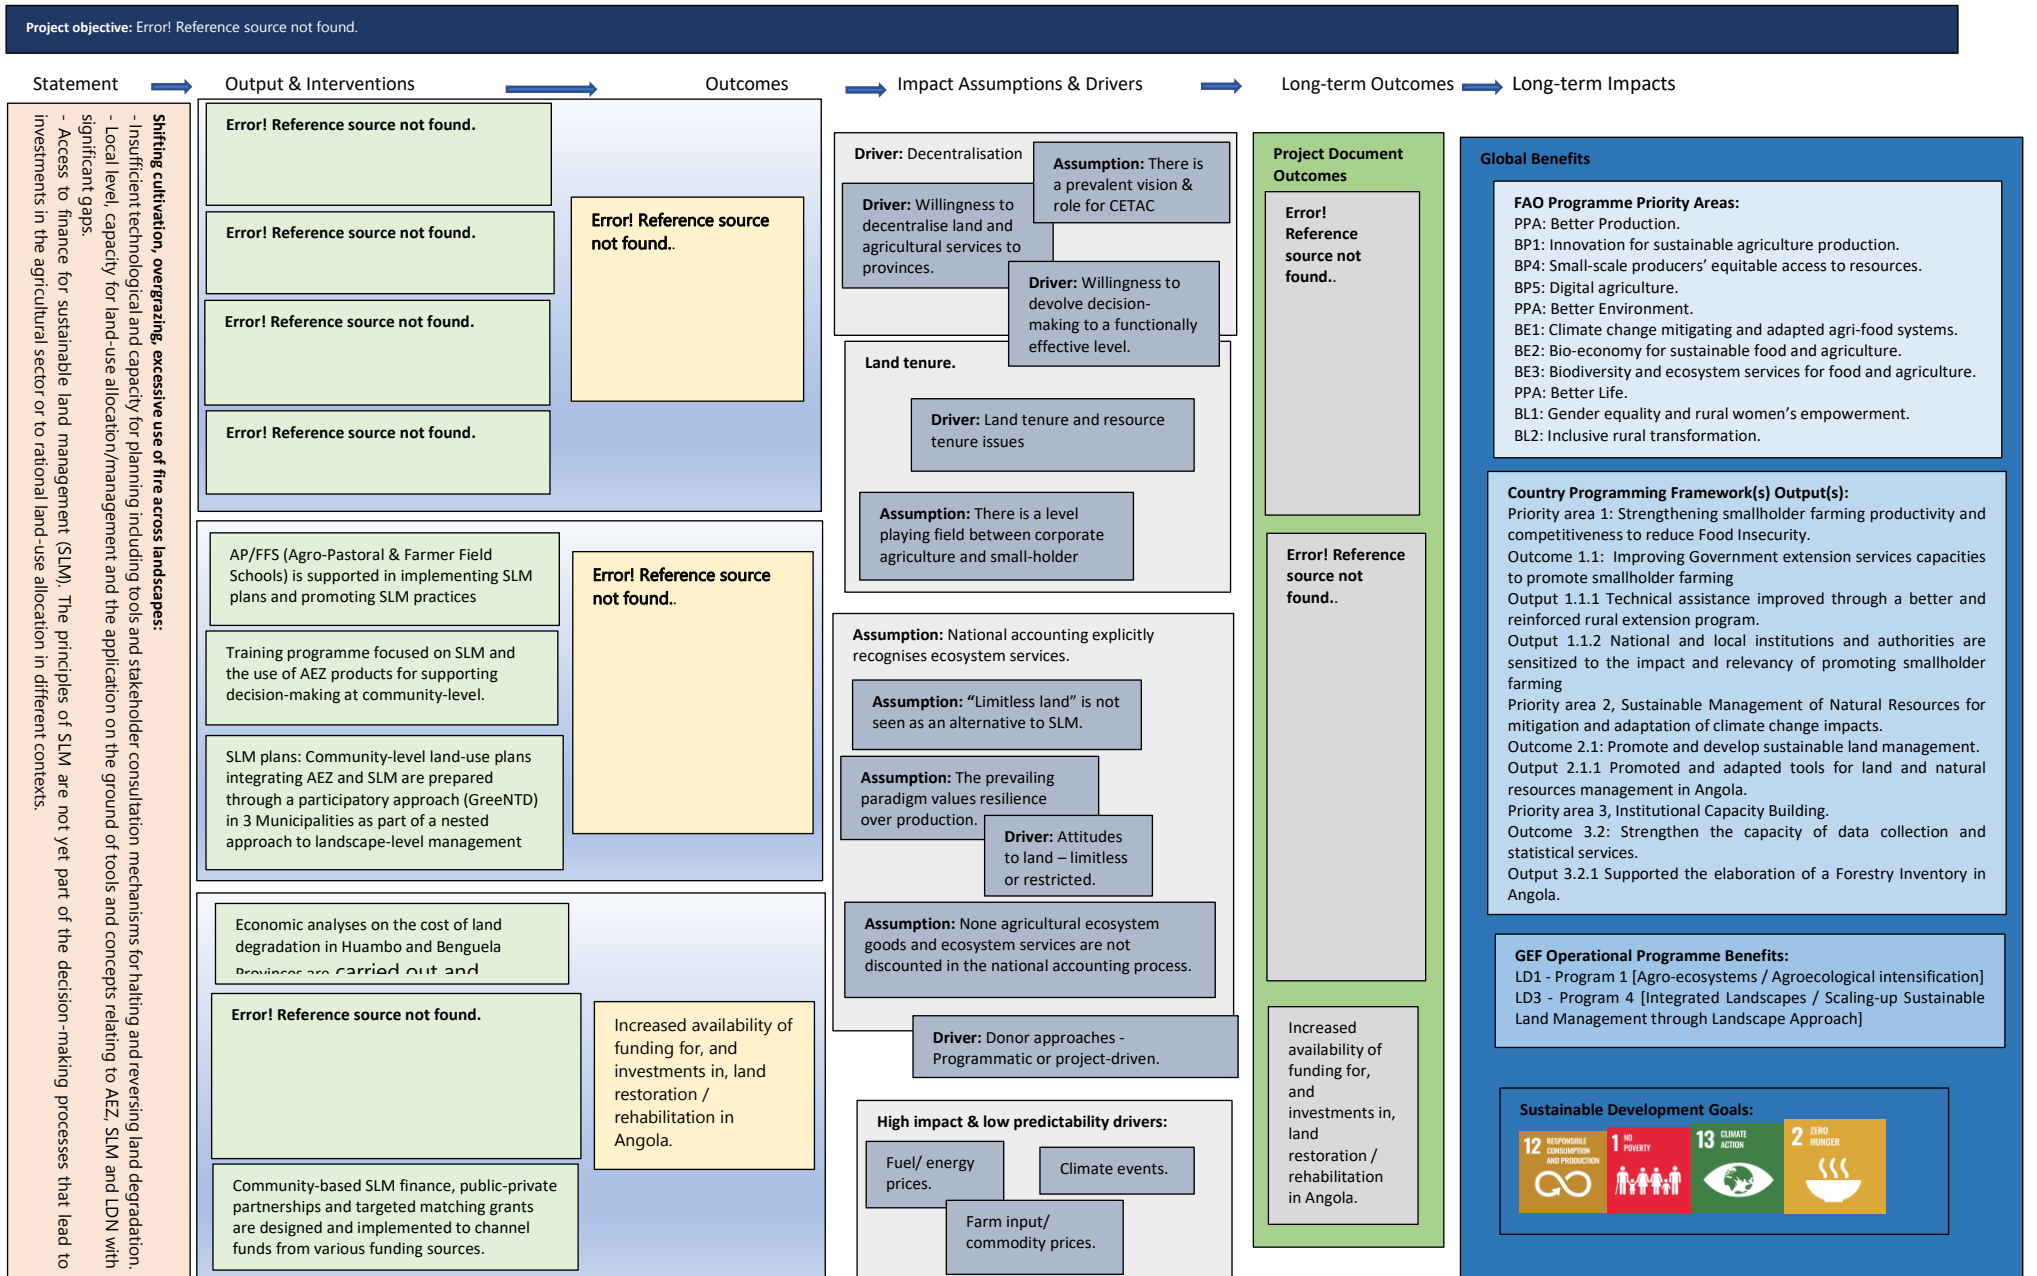 Project objective: Error! Reference source not found.
Statement
Output & Interventions
Outcomes
Impact Assumptions & Drivers
Long-term Outcomes
Long-term Impacts
Shifting cultivation, overgrazing, excessive use of fire across landscapes:
- Insufficient technological and capacity for planning including tools and stakeholder consultation mechanisms for halting and reversing land degradation.
- Local level, capacity for land-use allocation/management and the application on the ground of tools and concepts relating to AEZ, SLM and LDN with
significant gaps.
- Access to finance for sustainable land management (SLM). The principles of SLM are not yet part of the decision-making processes that lead to
investments in the agricultural sector or to rational land-use allocation in different contexts.
Error! Reference source not found.
Error! Reference source not found.
Error! Reference source not found.
Error! Reference source not found.
Error! Reference source
not found..
AP/FFS (Agro-Pastoral & Farmer Field
Schools) is supported in implementing SLM
plans and promoting SLM practices
Training programme focused on SLM and
the use of AEZ products for supporting
decision-making at community-level.
SLM plans: Community-level land-use plans
integrating AEZ and SLM are prepared
through a participatory approach (GreeNTD)
in 3 Municipalities as part of a nested
approach to landscape-level management
Error! Reference source
not found..
Economic analyses on the cost of land
degradation in Huambo and Benguela
Provinces are carried out and
Error! Reference source not found.
Community-based SLM finance, public-private
partnerships and targeted matching grants
are designed and implemented to channel
funds from various funding sources.
Increased availability of
funding for, and
investments in, land
restoration /
rehabilitation in
Angola.
Driver: Decentralisation
Assumption: There is
a prevalent vision &
role for CETAC
Driver: Willingness to
decentralise land and
agricultural services to
provinces.
Driver: Willingness to
devolve decision-
making to a functionally
effective level.
Land tenure.
Driver: Land tenure and resource
tenure issues
Assumption: There is a level
playing field between corporate
agriculture and small-holder
Assumption: National accounting explicitly
recognises ecosystem services.
Assumption: “Limitless land” is not
seen as an alternative to SLM.
Assumption: The prevailing
paradigm values resilience
over production.
Driver: Attitudes
to land – limitless
or restricted.
Assumption: None agricultural ecosystem
goods and ecosystem services are not
discounted in the national accounting process.
Driver: Donor approaches -
Programmatic or project-driven.
High impact & low predictability drivers:
Fuel/ energy
prices.
Climate events.
Farm input/
commodity prices.
Project Document
Outcomes
Error!
Reference
source not
found..
Error! Reference
source not
found..
Increased
availability of
funding for,
and
investments in,
land
restoration /
rehabilitation
in Angola.
Global Benefits
FAO Programme Priority Areas:
PPA: Better Production.
BP1: Innovation for sustainable agriculture production.
BP4: Small-scale producers’ equitable access to resources.
BP5: Digital agriculture.
PPA: Better Environment.
BE1: Climate change mitigating and adapted agri-food systems.
BE2: Bio-economy for sustainable food and agriculture.
BE3: Biodiversity and ecosystem services for food and agriculture.
PPA: Better Life.
BL1: Gender equality and rural women’s empowerment.
BL2: Inclusive rural transformation.
Country Programming Framework(s) Output(s):
Priority area 1: Strengthening smallholder farming productivity and
competitiveness to reduce Food Insecurity.
Outcome 1.1: Improving Government extension services capacities
to promote smallholder farming
Output 1.1.1 Technical assistance improved through a better and
reinforced rural extension program.
Output 1.1.2 National and local institutions and authorities are
sensitized to the impact and relevancy of promoting smallholder
farming
Priority area 2, Sustainable Management of Natural Resources for
mitigation and adaptation of climate change impacts.
Outcome 2.1: Promote and develop sustainable land management.
Output 2.1.1 Promoted and adapted tools for land and natural
resources management in Angola.
Priority area 3, Institutional Capacity Building.
Outcome 3.2: Strengthen the capacity of data collection and
statistical services.
Output 3.2.1 Supported the elaboration of a Forestry Inventory in
Angola.
GEF Operational Programme Benefits:
LD1 - Program 1 [Agro-ecosystems / Agroecological intensification]
LD3 - Program 4 [Integrated Landscapes / Scaling-up Sustainable
Land Management through Landscape Approach]
Sustainable Development Goals:
12 RESPONSIBLE
CONSUMPTION
AND PRODUCTION
1 NO
POVERTY
13 CLIMATE
ACTION
2 ZERO
HUNGER